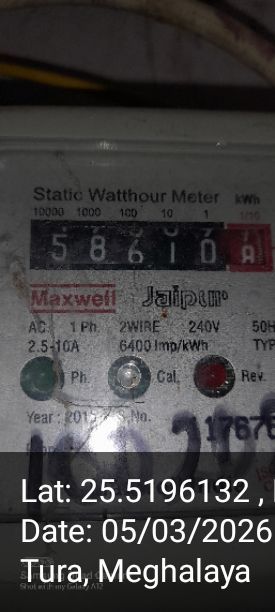 Static Watthour Meter kWh
10000 1000 100 10 1 1/10
5 8 6 1 0
Maxwell Jaipur
AC. 1 Ph. 2WIRE 240V 50H
2.5-10A 6400 Imp/kWh TYP
Ph. Cal. Rev.
Year : 201 S.No.
Lat: 25.5196132 ,
Date: 05/03/2026
Tura, Meghalaya